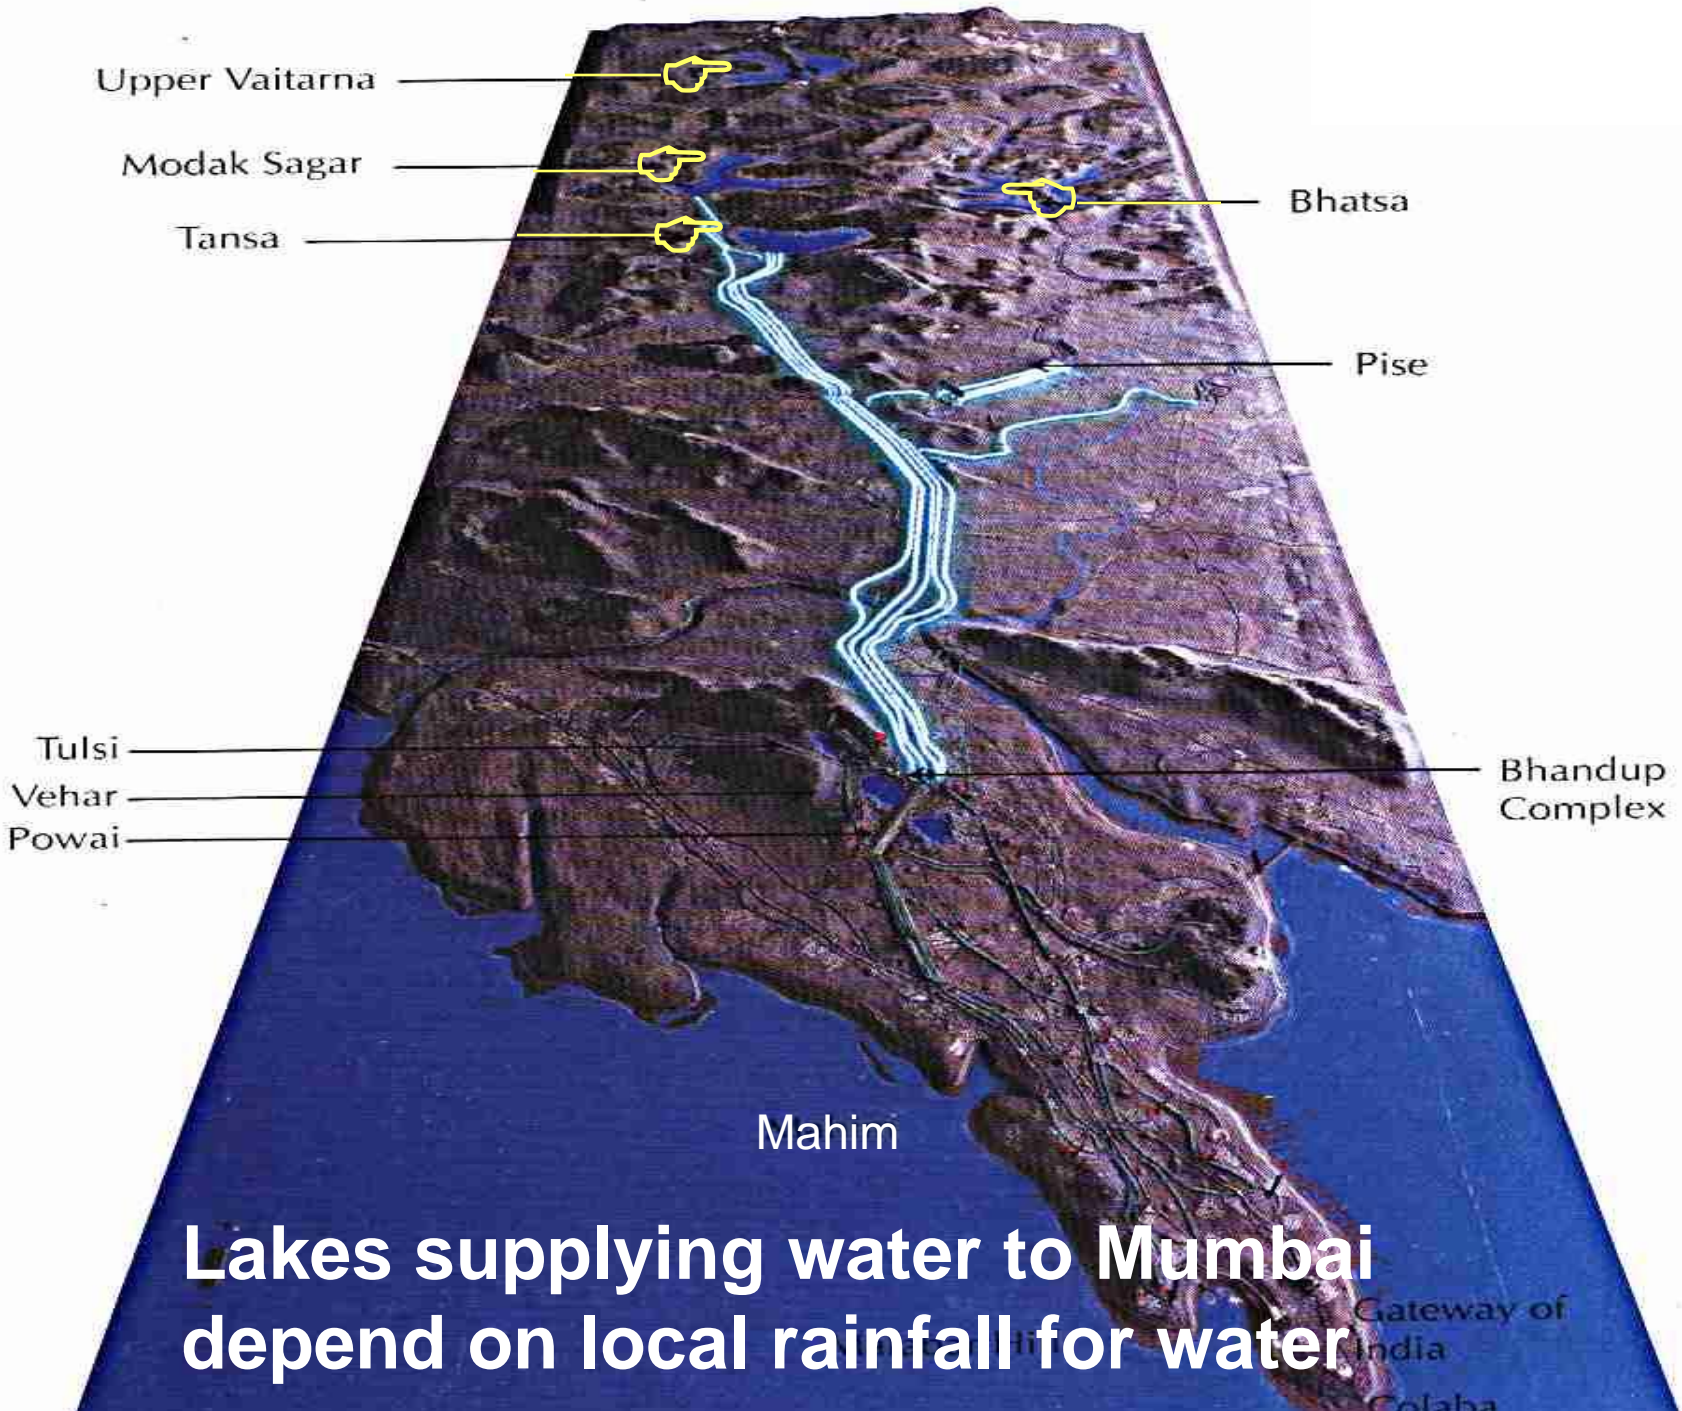 Upper Vaitarna
Modak Sagar
Bhatsa
Tansa
Pise
Tulsi
Bhandup
Complex
Vehar
Powai
Mahim
Lakes supplying water to Mumbai
depend on local rainfall for water
Gateway of
India
Colaba